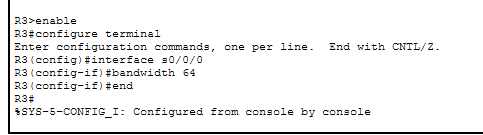 R3>enable
R3#configure terminal
Enter configuration commands, one per line.  End with CNTL/Z.
R3(config)#interface s0/0/0
R3(config-if)#bandwidth 64
R3(config-if)#end
R3#
%SYS-5-CONFIG_I: Configured from console by console